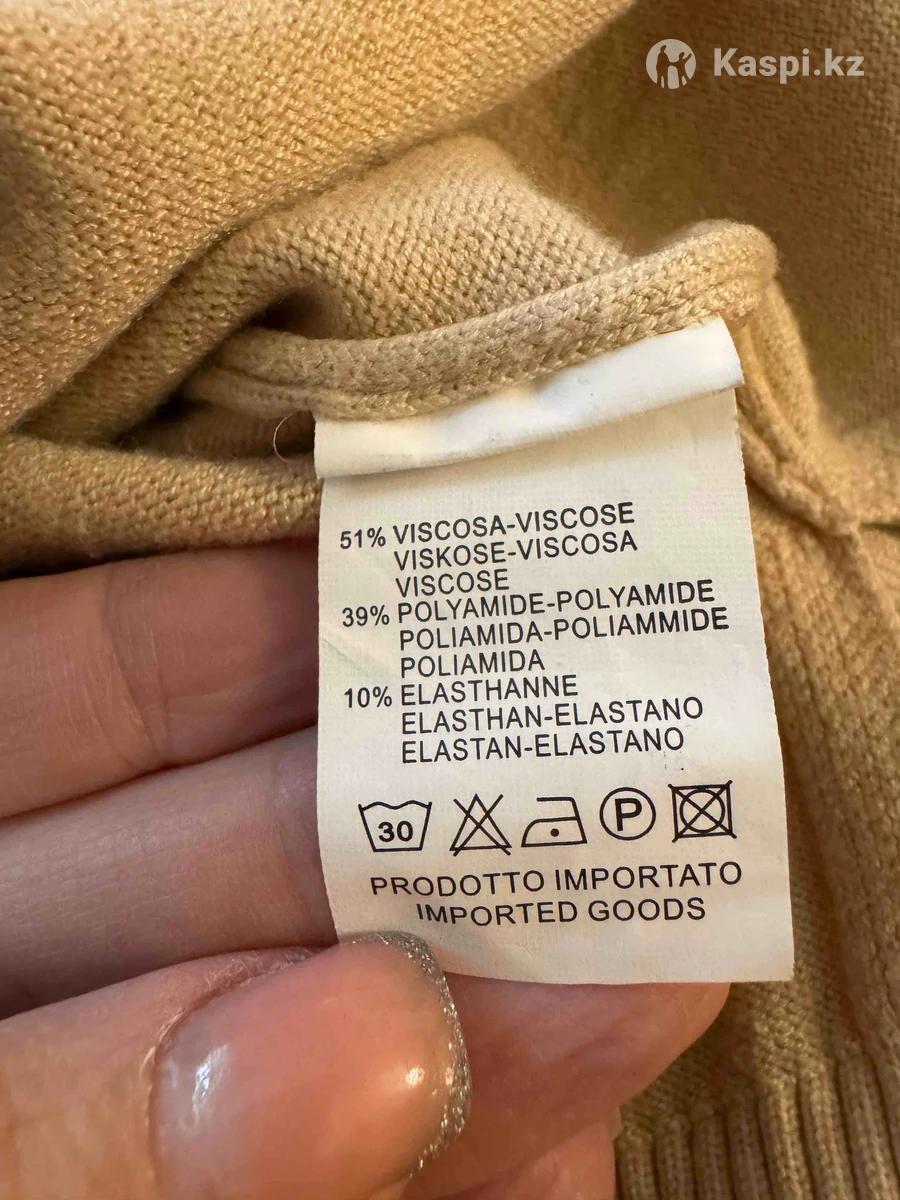 Kaspi.kz
51% VISCOSA-VISCOSE
VISKOSE-VISCOSA
VISCOSE
39% POLYAMIDE-POLYAMIDE
POLIAMIDA-POLIAMMIDE
POLIAMIDA
10% ELASTHANNE
ELASTHAN-ELASTANO
ELASTAN-ELASTANO
30 P
PRODOTTO IMPORTATO
IMPORTED GOODS